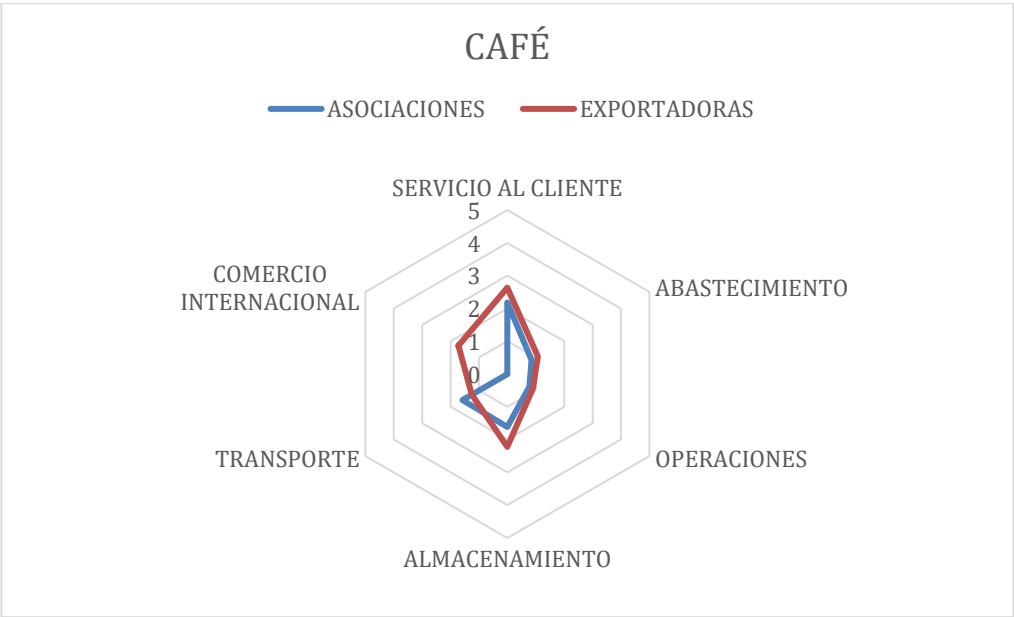 CAFÉ
ASOCIACIONES
EXPORTADORAS
SERVICIO AL CLIENTE
5
4
3
2
1
0
ABASTECIMIENTO
OPERACIONES
ALMACENAMIENTO
TRANSPORTE
COMERCIO
INTERNACIONAL